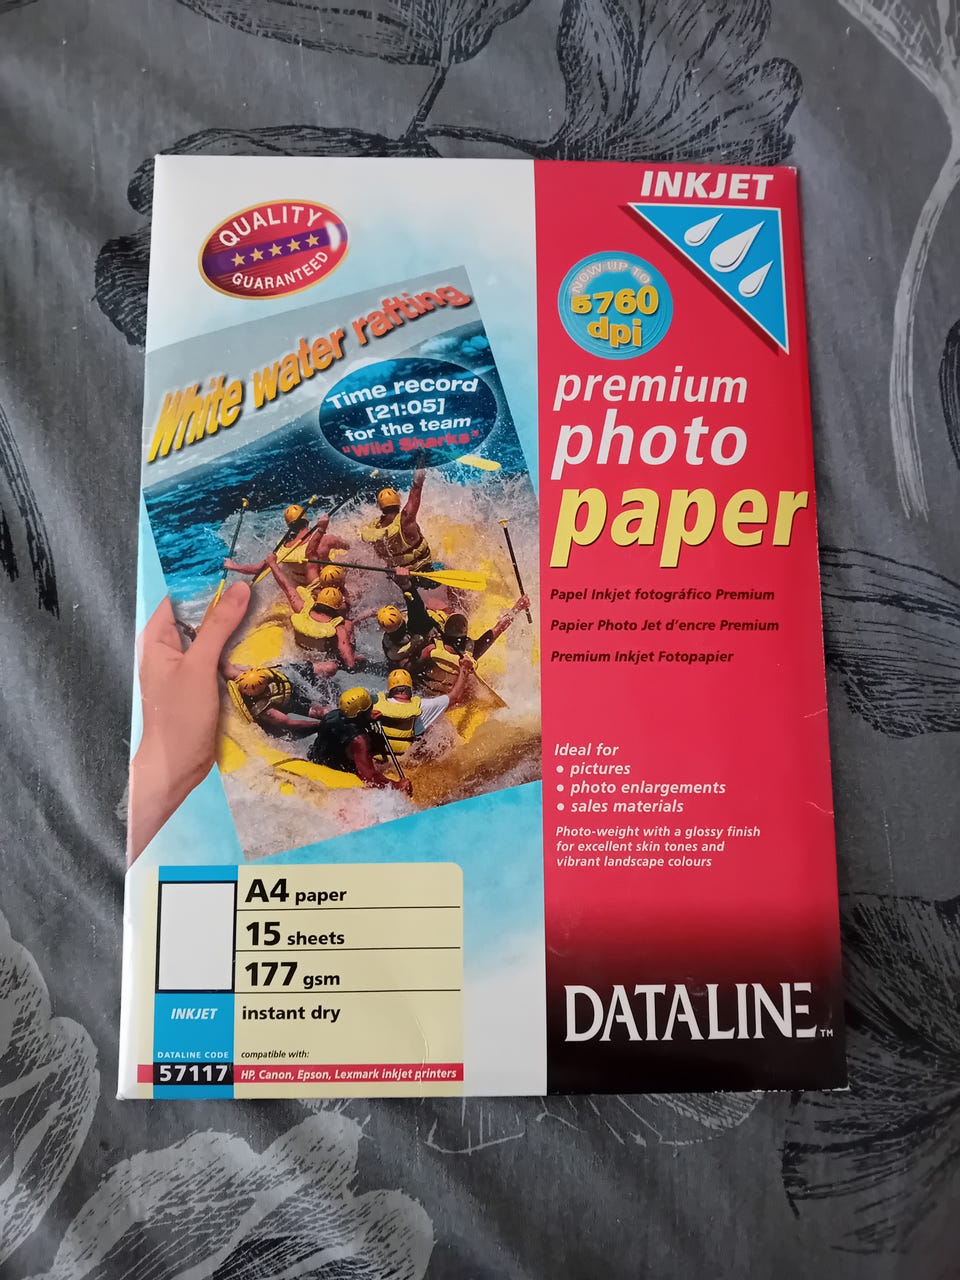 QUALITY
GUARANTEED
White water rafting
Time record
[21:05]
for the team
"Wild Sharks"
INKJET
NOW UP TO
5760
dpi
premium
photo
paper
Papel Inkjet fotográfico Premium
Papier Photo Jet d'encre Premium
Premium Inkjet Fotopapier
Ideal for
• pictures
• photo enlargements
• sales materials
Photo-weight with a glossy finish
for excellent skin tones and
vibrant landscape colours
A4 paper
15 sheets
177 gsm
INKJET
instant dry
DATALINE CODE
57117
compatible with:
HP, Canon, Epson, Lexmark inkjet printers
DATALINE™